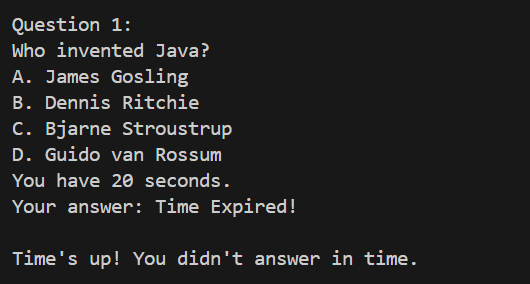 Question 1:
Who invented Java?
A. James Gosling
B. Dennis Ritchie
C. Bjarne Stroustrup
D. Guido van Rossum
You have 20 seconds.
Your answer: Time Expired!
Time's up! You didn't answer in time.